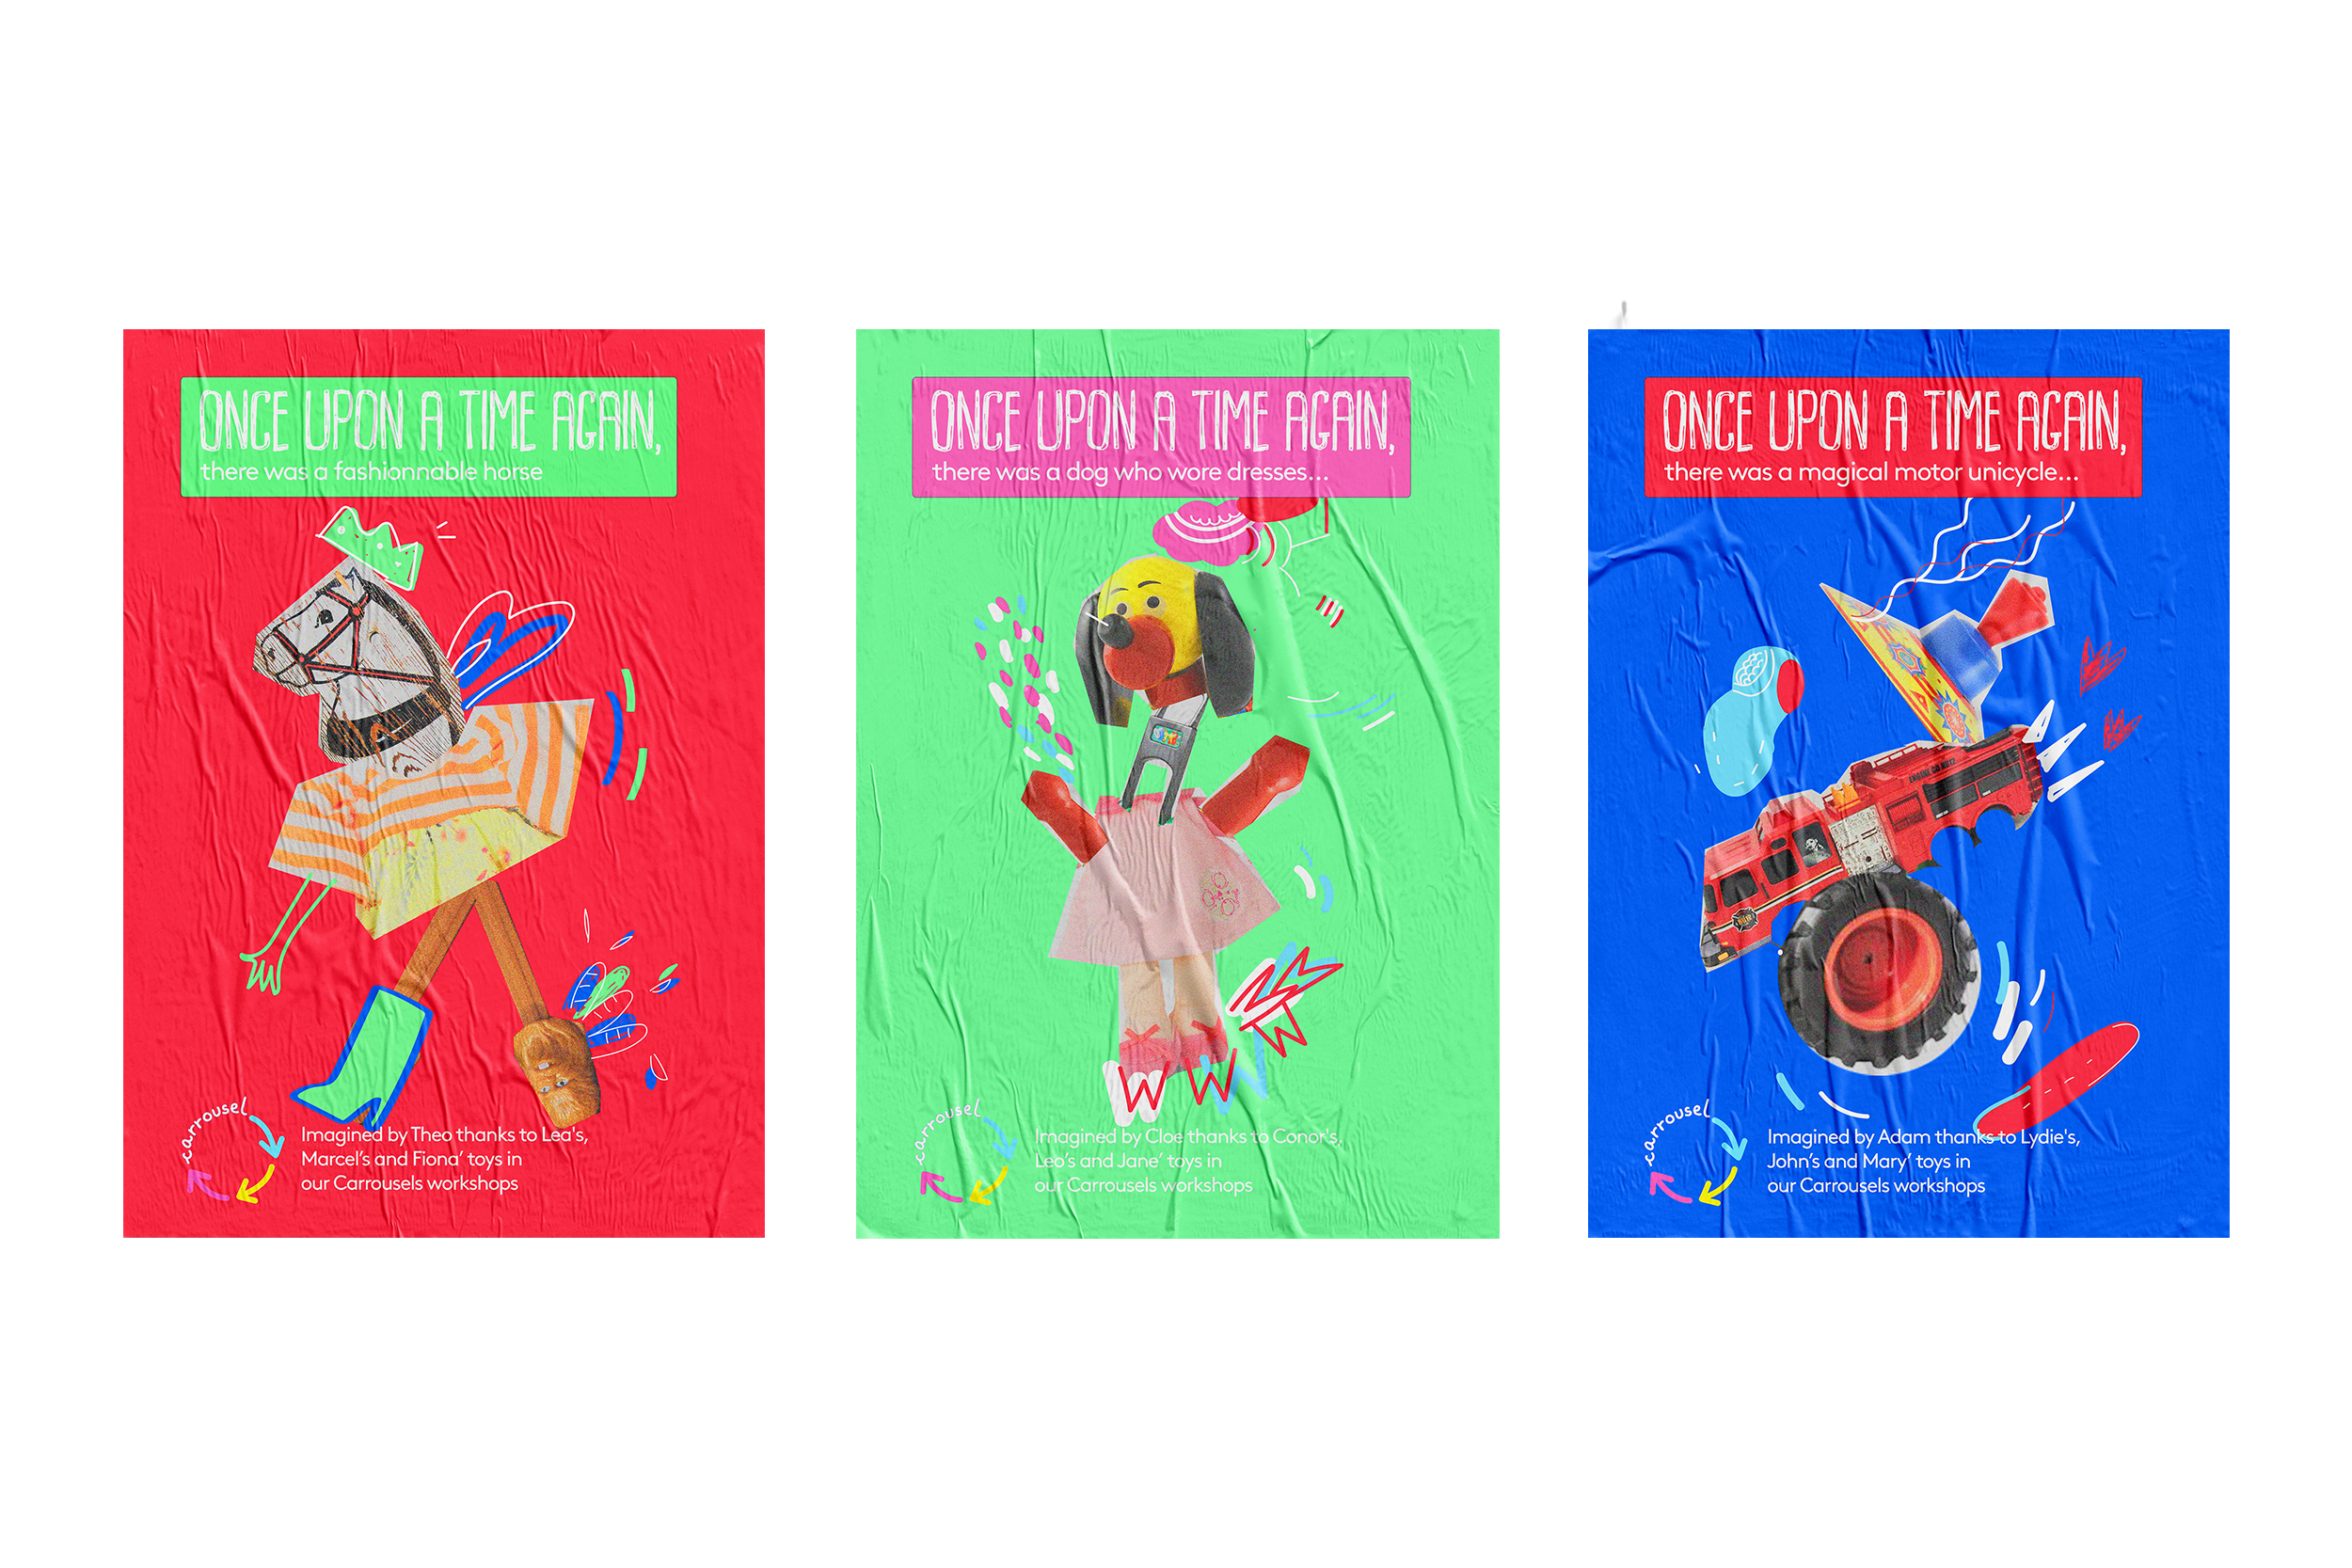 ONCE UPON A TIME AGAIN,
there was a fashionnable horse
carrousel
Imagined by Theo thanks to Lea's,
Marcel's and Fiona' toys in
our Carrousels workshops
ONCE UPON A TIME AGAIN,
there was a dog who wore dresses...
carrousel
Imagined by Cloe thanks to Conor's,
Leo's and Jane' toys in
our Carrousels workshops
ONCE UPON A TIME AGAIN,
there was a magical motor unicycle...
carrousel
Imagined by Adam thanks to Lydie's,
John's and Mary' toys in
our Carrousels workshops